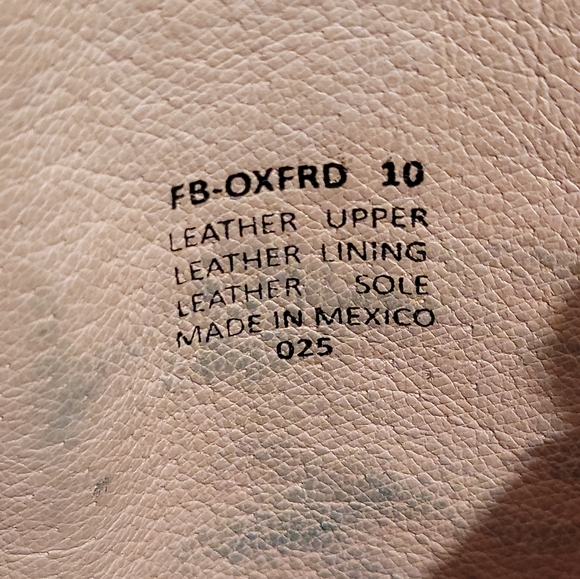 FB-OXFRD 10
LEATHER UPPER
LEATHER LINING
LEATHER SOLE
MADE IN MEXICO
025